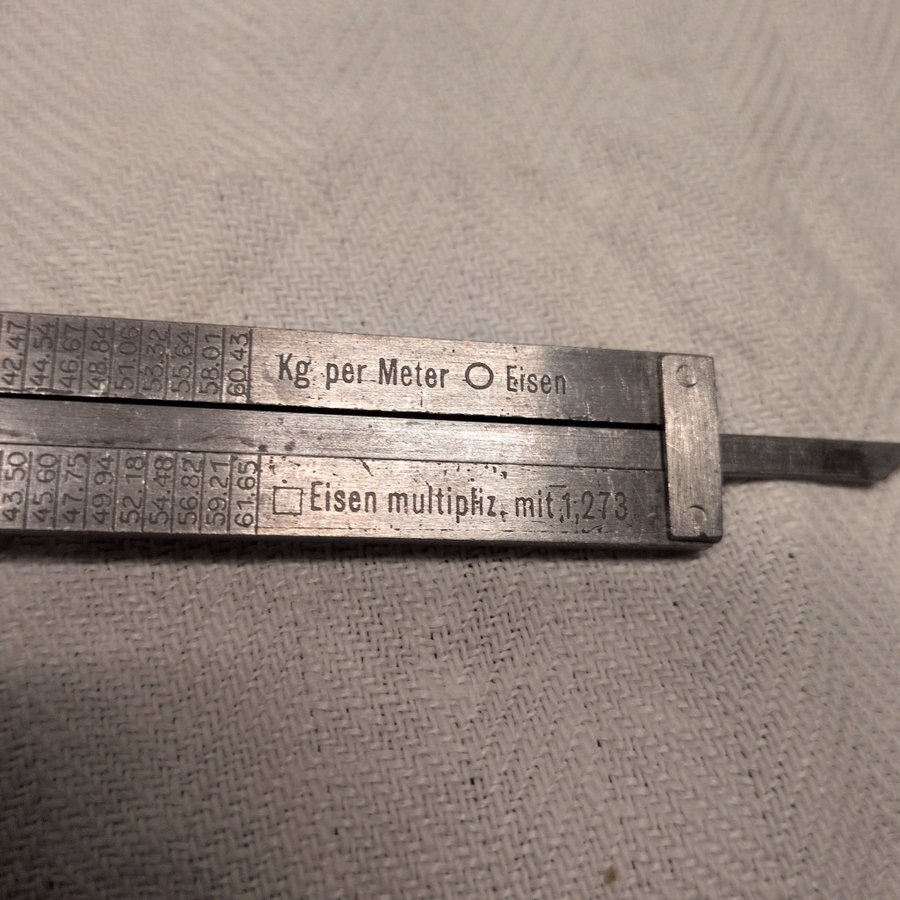 42.47 44.54 46.67 48.84 51.06 53.32 55.64 58.01 60.43
Kg per Meter ○ Eisen
43.50 45.60 47.75 49.94 52.18 54.48 56.82 59.21 61.65
□ Eisen multipliz. mit 1,273